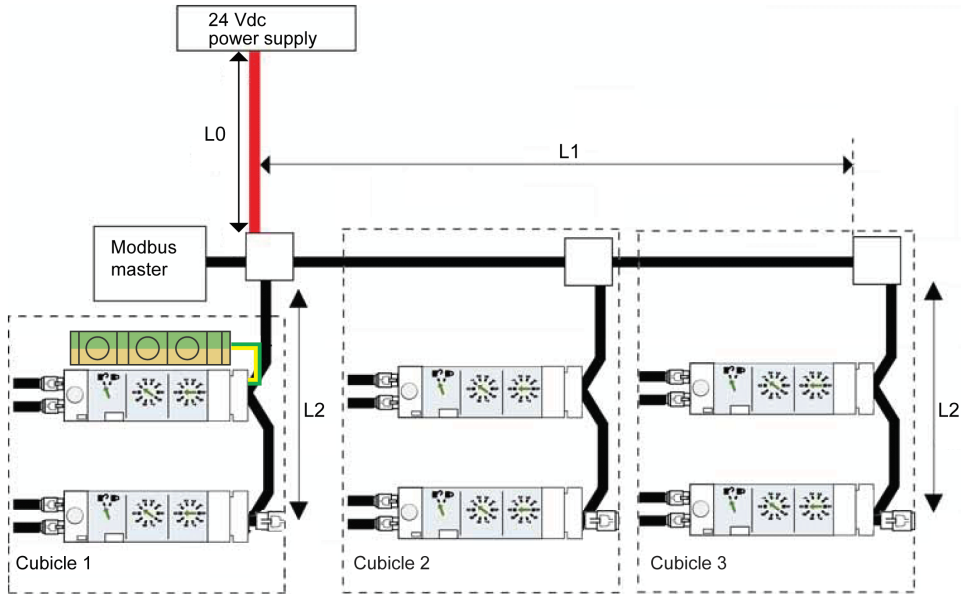 24 Vdc
power supply
L0
L1
Modbus
master
L2
L2
Cubicle 1
Cubicle 2
Cubicle 3